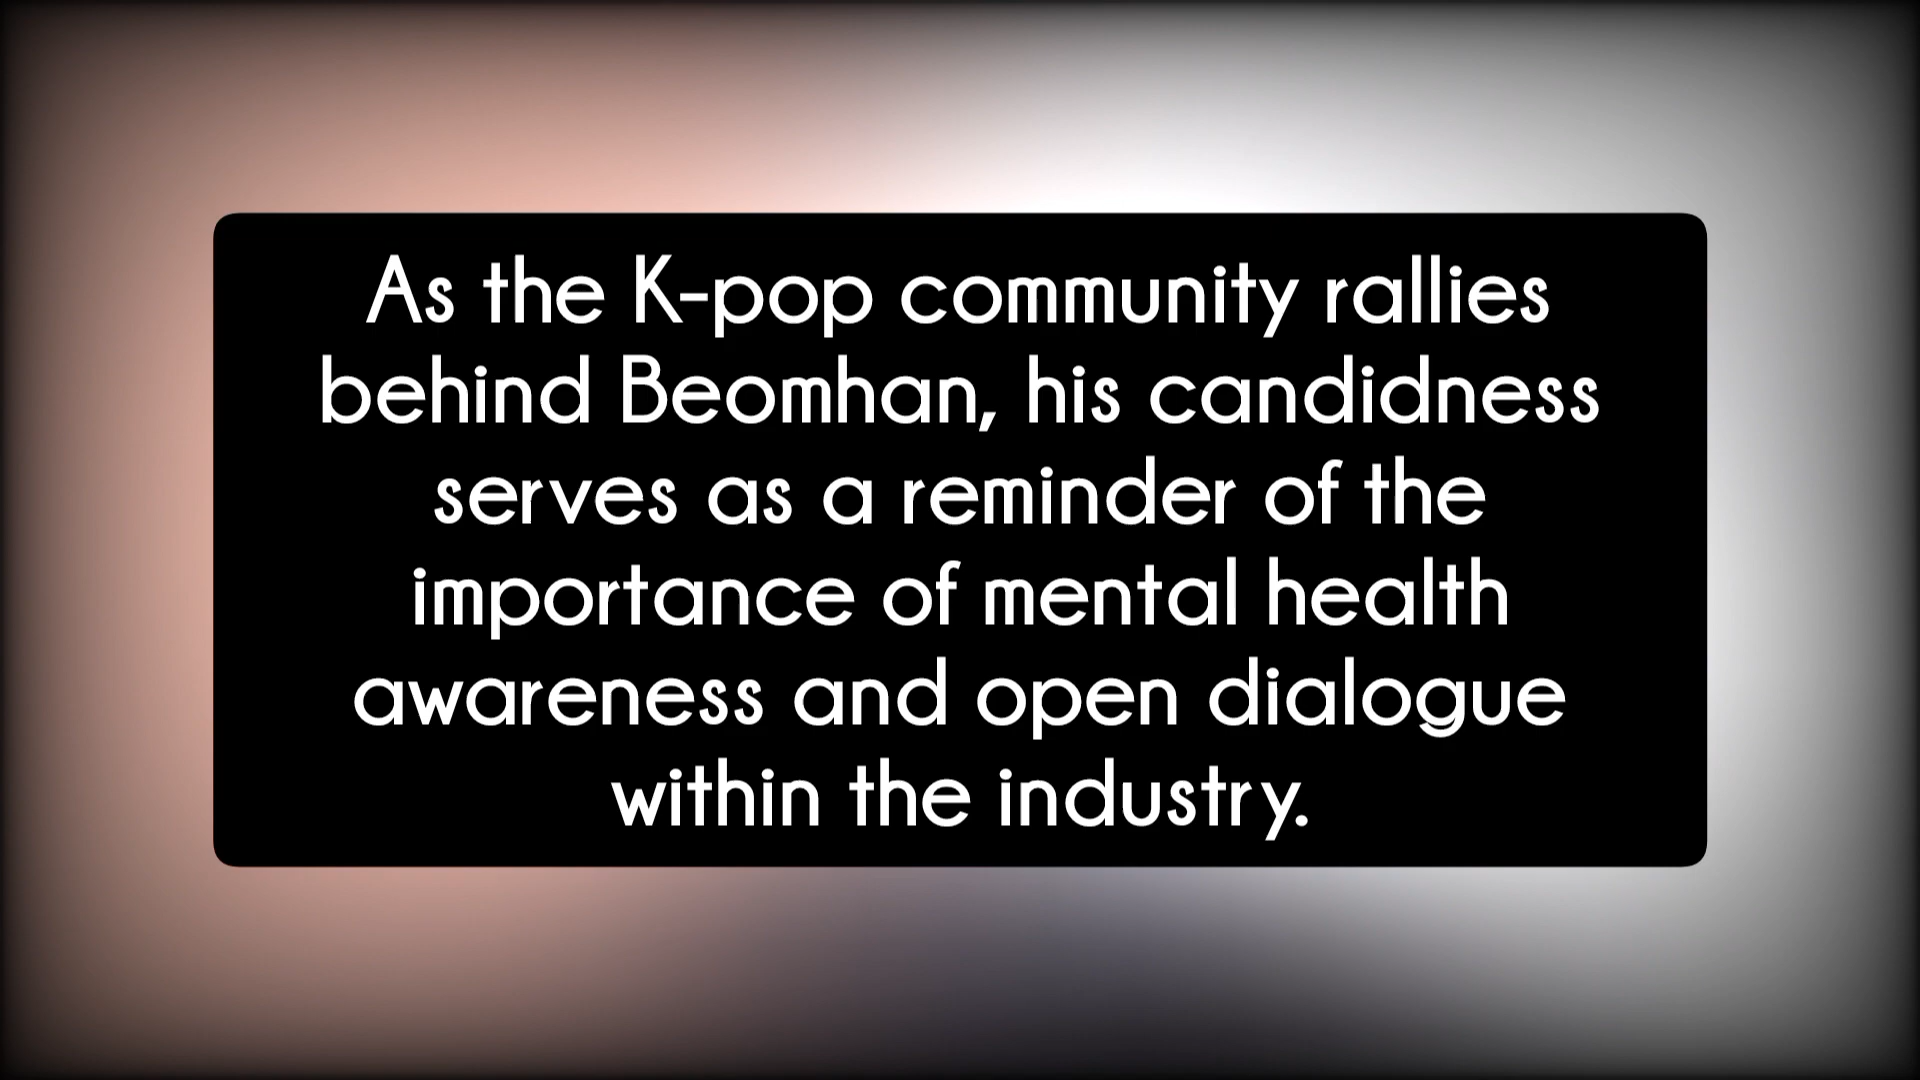 As the K-pop community rallies
behind Beomhan, his candidness
serves as a reminder of the
importance of mental health
awareness and open dialogue
within the industry.